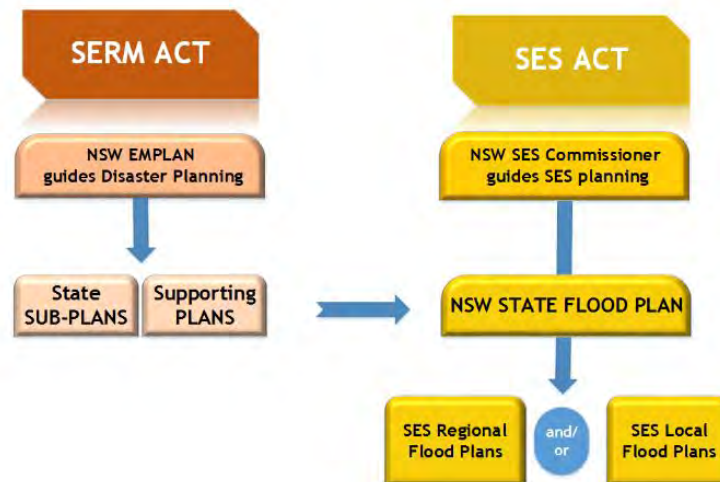 SERM ACT
NSW EMPLAN
guides Disaster Planning
State
SUB-PLANS
Supporting
PLANS
SES ACT
NSW SES Commissioner
guides SES planning
NSW STATE FLOOD PLAN
SES Regional
Flood Plans
and/
or
SES Local
Flood Plans